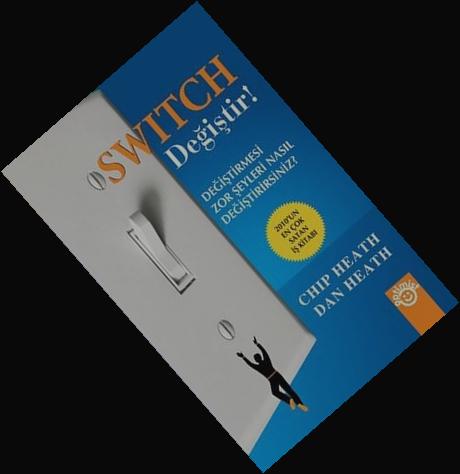 SWITCH
Değiştir!
DEĞİŞTİRMESİ
ZOR ŞEYLERİ NASIL
DEĞİŞTİRİRSİNİZ?
2010'UN
EN ÇOK
SATAN
İŞ KİTABI
CHIP HEATH
DAN HEATH
optimist